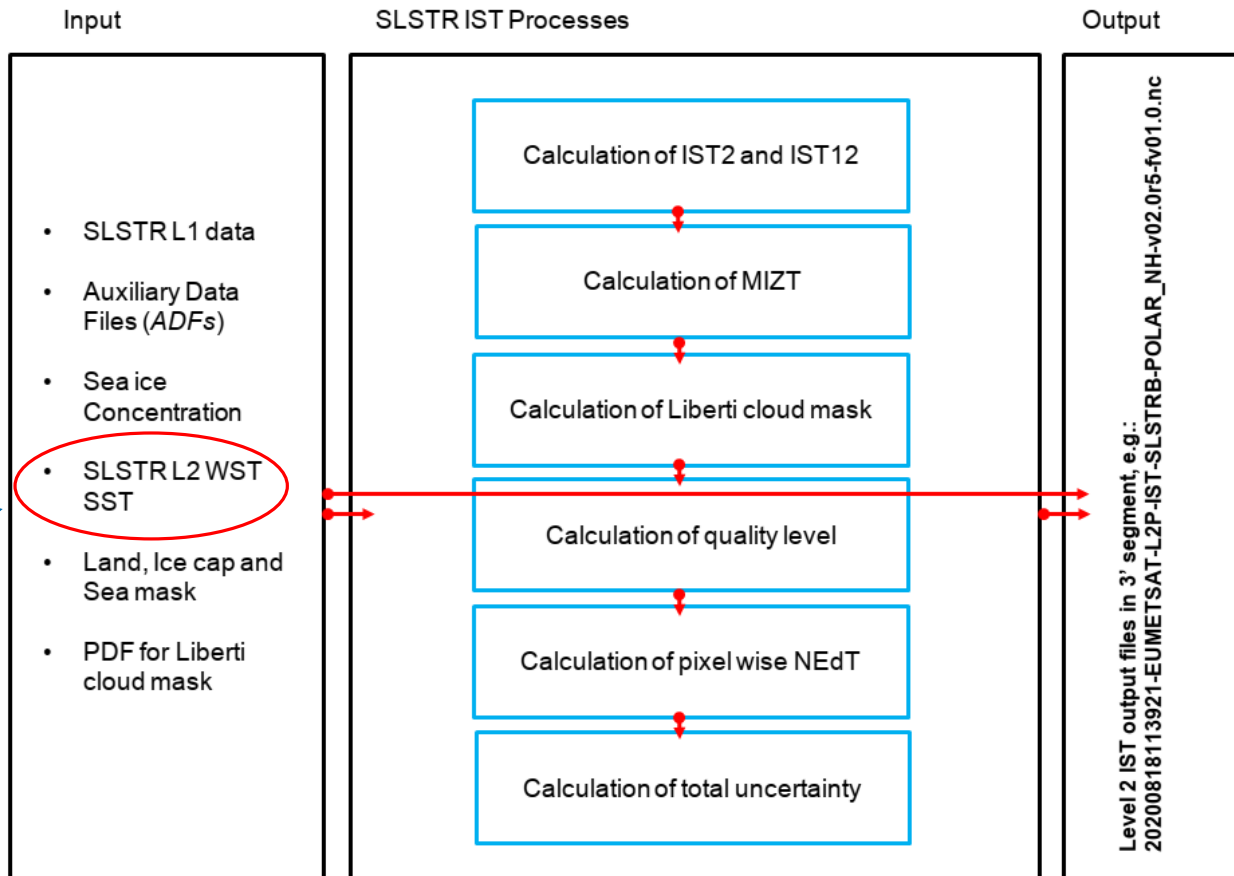 Input
SLSTR IST Processes
Output
• SLSTR L1 data
• Auxiliary Data
Files (ADFs)
• Sea ice
Concentration
• SLSTR L2 WST
SST
• Land, Ice cap and
Sea mask
• PDF for Liberti
cloud mask
Calculation of IST2 and IST12
Calculation of MIZT
Calculation of Liberti cloud mask
Calculation of quality level
Calculation of pixel wise NEdT
Calculation of total uncertainty
Level 2 IST output files in 3' segment, e.g.:
20200818113921-EUMETSAT-L2P-IST-SLSTRB-POLAR_NH-v02.0r5-fv01.0.nc